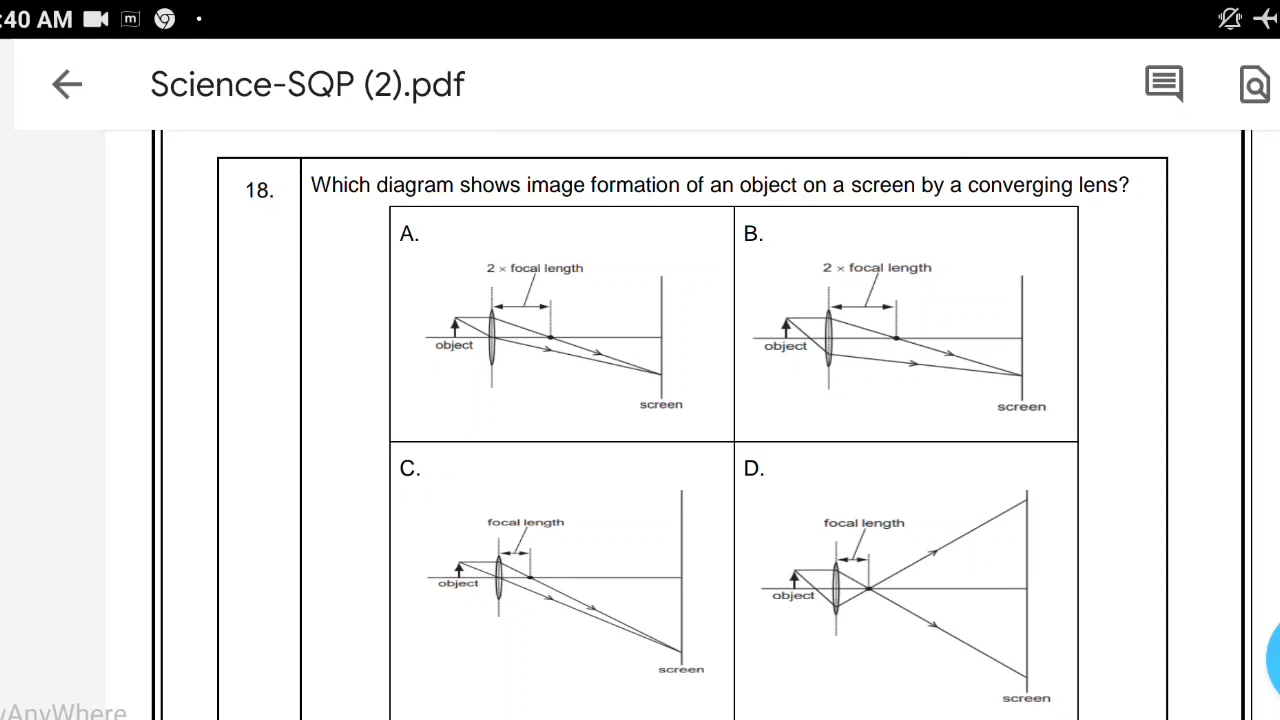 :40 AM m
Science-SQP (2).pdf
18. Which diagram shows image formation of an object on a screen by a converging lens?
A.
2 × focal length
object
screen
B.
2 × focal length
object
screen
C.
focal length
object
screen
D.
focal length
object
screen
AnyWhere